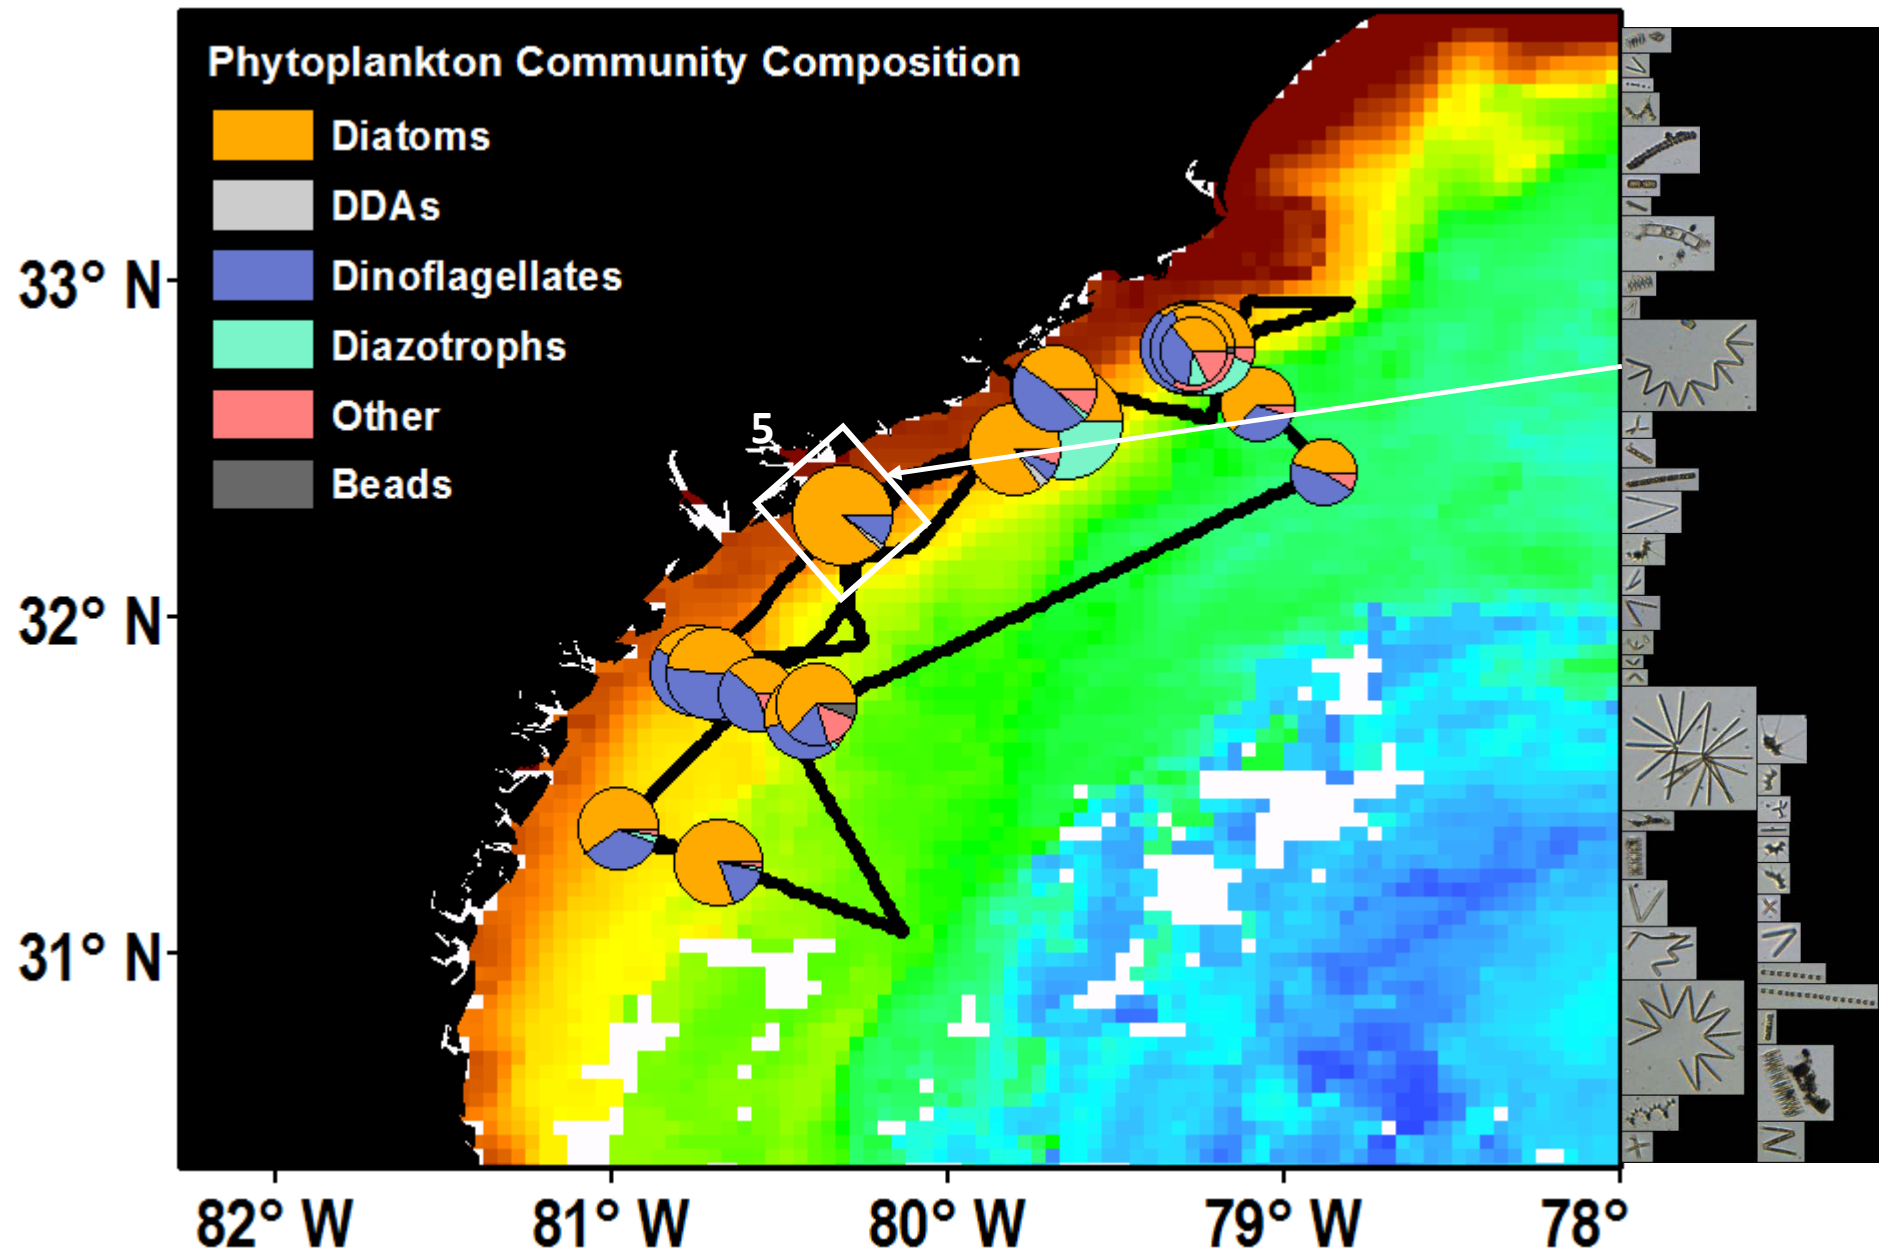 Phytoplankton Community Composition
Diatoms
DDAs
Dinoflagellates
Diazotrophs
Other
Beads
5
33° N
32° N
31° N
82° W
81° W
80° W
79° W
78°